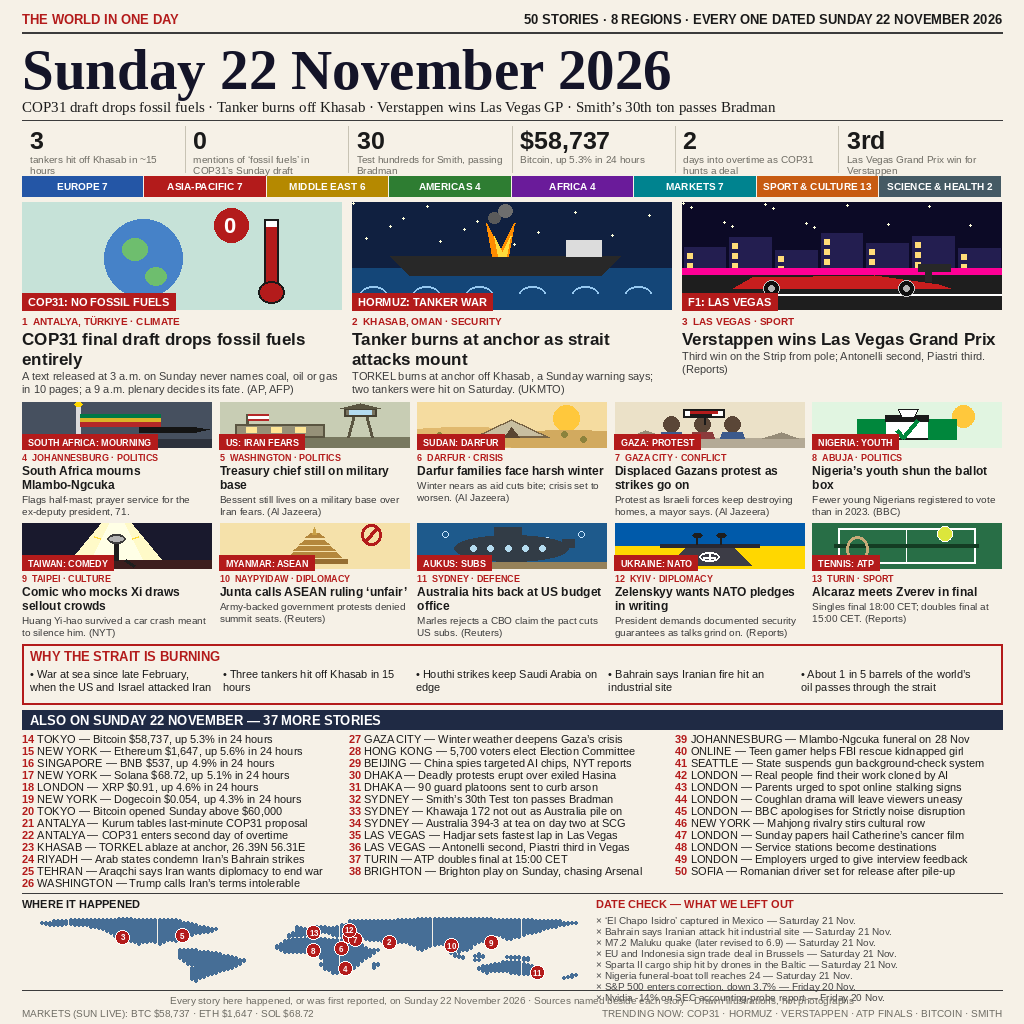 THE WORLD IN ONE DAY
50 STORIES · 8 REGIONS · EVERY ONE DATED SUNDAY 22 NOVEMBER 2026
Sunday 22 November 2026
COP31 draft drops fossil fuels · Tanker burns off Khasab · Verstappen wins Las Vegas GP · Smith's 30th ton passes Bradman
3
tankers hit off Khasab in ~15
hours
0
mentions of 'fossil fuels' in
COP31's Sunday draft
30
Test hundreds for Smith, passing
Bradman
$58,737
Bitcoin, up 5.3% in 24 hours
2
days into overtime as COP31
hunts a deal
3rd
Las Vegas Grand Prix win for
Verstappen
EUROPE 7
ASIA-PACIFIC 7
MIDDLE EAST 6
AMERICAS 4
AFRICA 4
MARKETS 7
SPORT & CULTURE 13
SCIENCE & HEALTH 2
0
COP31: NO FOSSIL FUELS
1 ANTALYA, TÜRKIYE · CLIMATE
COP31 final draft drops fossil fuels
entirely
A text released at 3 a.m. on Sunday never names coal, oil or gas
in 10 pages; a 9 a.m. plenary decides its fate. (AP, AFP)
HORMUZ: TANKER WAR
2 KHASAB, OMAN · SECURITY
Tanker burns at anchor as strait
attacks mount
TORKEL burns at anchor off Khasab, a Sunday warning says;
two tankers were hit on Saturday. (UKMTO)
F1: LAS VEGAS
3 LAS VEGAS · SPORT
Verstappen wins Las Vegas Grand Prix
Third win on the Strip from pole; Antonelli second, Piastri third.
(Reports)
SOUTH AFRICA: MOURNING
4 JOHANNESBURG · POLITICS
South Africa mourns
Mlambo-Ngcuka
Flags half-mast; prayer service for the
ex-deputy president, 71.
US: IRAN FEARS
5 WASHINGTON · POLITICS
Treasury chief still on military
base
Bessent still lives on a military base over
Iran fears. (Al Jazeera)
SUDAN: DARFUR
6 DARFUR · CRISIS
Darfur families face harsh winter
Winter nears as aid cuts bite; crisis set to
worsen. (Al Jazeera)
GAZA: PROTEST
7 GAZA CITY · CONFLICT
Displaced Gazans protest as
strikes go on
Protest as Israeli forces keep destroying
homes, a mayor says. (Al Jazeera)
NIGERIA: YOUTH
8 ABUJA · POLITICS
Nigeria's youth shun the ballot
box
Fewer young Nigerians registered to vote
than in 2023. (BBC)
TAIWAN: COMEDY
9 TAIPEI · CULTURE
Comic who mocks Xi draws
sellout crowds
Huang Yi-hao survived a car crash meant
to silence him. (NYT)
MYANMAR: ASEAN
10 NAYPYIDAW · DIPLOMACY
Junta calls ASEAN ruling 'unfair'
Army-backed government protests denied
summit seats. (Reuters)
AUKUS: SUBS
11 SYDNEY · DEFENCE
Australia hits back at US budget
office
Marles rejects a CBO claim the pact cuts
US subs. (Reuters)
UKRAINE: NATO
12 KYIV · DIPLOMACY
Zelenskyy wants NATO pledges
in writing
President demands documented security
guarantees as talks grind on. (Reports)
TENNIS: ATP
13 TURIN · SPORT
Alcaraz meets Zverev in final
Singles final 18:00 CET; doubles final at
15:00 CET. (Reports)
WHY THE STRAIT IS BURNING
• War at sea since late February,
when the US and Israel attacked Iran
• Three tankers hit off Khasab in 15
hours
• Houthi strikes keep Saudi Arabia on
edge
• Bahrain says Iranian fire hit an
industrial site
• About 1 in 5 barrels of the world's
oil passes through the strait
ALSO ON SUNDAY 22 NOVEMBER — 37 MORE STORIES
14 TOKYO — Bitcoin $58,737, up 5.3% in 24 hours
15 NEW YORK — Ethereum $1,647, up 5.6% in 24 hours
16 SINGAPORE — BNB $537, up 4.9% in 24 hours
17 NEW YORK — Solana $68.72, up 5.1% in 24 hours
18 LONDON — XRP $0.91, up 4.6% in 24 hours
19 NEW YORK — Dogecoin $0.054, up 4.3% in 24 hours
20 TOKYO — Bitcoin opened Sunday above $60,000
21 ANTALYA — Kurum tables last-minute COP31 proposal
22 ANTALYA — COP31 enters second day of overtime
23 KHASAB — TORKEL ablaze at anchor, 26.39N 56.31E
24 RIYADH — Arab states condemn Iran's Bahrain strikes
25 TEHRAN — Araqchi says Iran wants diplomacy to end war
26 WASHINGTON — Trump calls Iran's terms intolerable
27 GAZA CITY — Winter weather deepens Gaza's crisis
28 HONG KONG — 5,700 voters elect Election Committee
29 BEIJING — China spies targeted AI chips, NYT reports
30 DHAKA — Deadly protests erupt over exiled Hasina
31 DHAKA — 90 guard platoons sent to curb arson
32 SYDNEY — Smith's 30th Test ton passes Bradman
33 SYDNEY — Khawaja 172 not out as Australia pile on
34 SYDNEY — Australia 394-3 at tea on day two at SCG
35 LAS VEGAS — Hadjar sets fastest lap in Las Vegas
36 LAS VEGAS — Antonelli second, Piastri third in Vegas
37 TURIN — ATP doubles final at 15:00 CET
38 BRIGHTON — Brighton play on Sunday, chasing Arsenal
39 JOHANNESBURG — Mlambo-Ngcuka funeral on 28 Nov
40 ONLINE — Teen gamer helps FBI rescue kidnapped girl
41 SEATTLE — State suspends gun background-check system
42 LONDON — Real people find their work cloned by AI
43 LONDON — Parents urged to spot online stalking signs
44 LONDON — Coughlan drama will leave viewers uneasy
45 LONDON — BBC apologises for Strictly noise disruption
46 NEW YORK — Mohjang rivalry stirs cultural row
47 LONDON — Sunday papers hail Catherine's cancer film
48 LONDON — Service stations become destinations
49 LONDON — Employers urged to give interview feedback
50 SOFIA — Romanian driver set for release after pile-up
WHERE IT HAPPENED
3
5
13
12
7
8
6
4
2
10
9
11
DATE CHECK — WHAT WE LEFT OUT
× 'El Chapo Isidro' captured in Mexico — Saturday 21 Nov.
× Bahrain says Iranian attack hit industrial site — Saturday 21 Nov.
× M7.2 Maluku quake (later revised to 6.9) — Saturday 21 Nov.
× EU and Indonesia sign trade deal in Brussels — Saturday 21 Nov.
× Sparta II cargo ship hit by drones in the Baltic — Saturday 21 Nov.
× Nigeria funeral-boat toll reaches 24 — Saturday 21 Nov.
× S&P 500 enters correction, down 3.7% — Friday 20 Nov.
× Nvidia -14% on SEC accounting-probe report — Friday 20 Nov.
Every story here happened, or was first reported, on Sunday 22 November 2026 · Sources named beside each story · Drawn illustrations, not photographs
MARKETS (SUN LIVE): BTC $58,737 · ETH $1,647 · SOL $68.72
TRENDING NOW: COP31 · HORMUZ · VERSTAPPEN · ATP FINALS · BITCOIN · SMITH